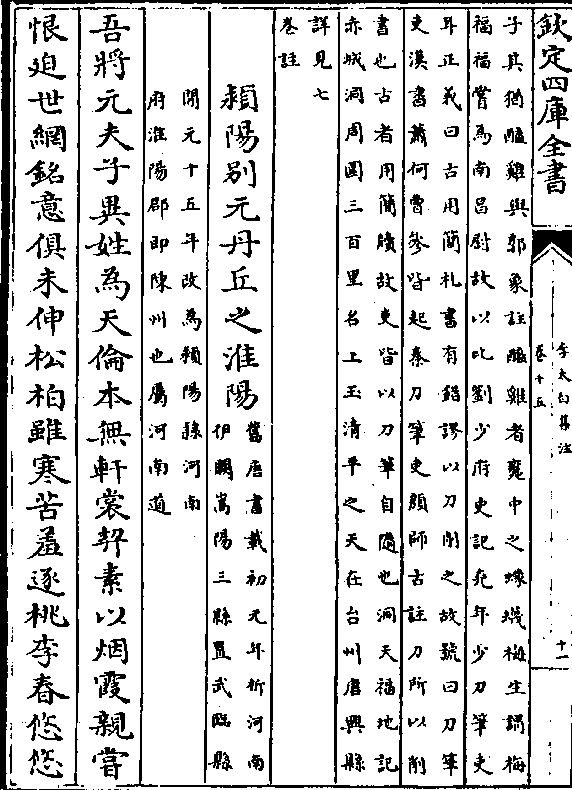 欽定四庫全書
李太白集注
卷十五
十一
子其猶醯雞與郭象註醯雞者甕中之蠓蠛梅生謂梅
福福嘗為南昌尉故以比劉少府史記堯年少刀筆吏
耳正義曰古用簡札書有錯謬以刀削之故號曰刀筆
吏漢書蕭何曹參皆起秦刀筆吏顔師古註刀所以削
書也古者用簡牘故吏皆以刀筆自隨也洞天福地記
赤城洞周圍三百里名上玉清平之天在台州唐興縣
詳見七
卷註
潁陽別元丹丘之淮陽
舊唐書載初元年析河南
伊闕嵩陽三縣置武臨縣
開元十五年改為潁陽縣河南
府淮陽郡即陳州也屬河南道
吾將元夫子異姓為天倫本無軒裳契素以烟霞親嘗
恨迫世網銘意俱未伸松柏雖寒苦羞逐桃李春悠悠